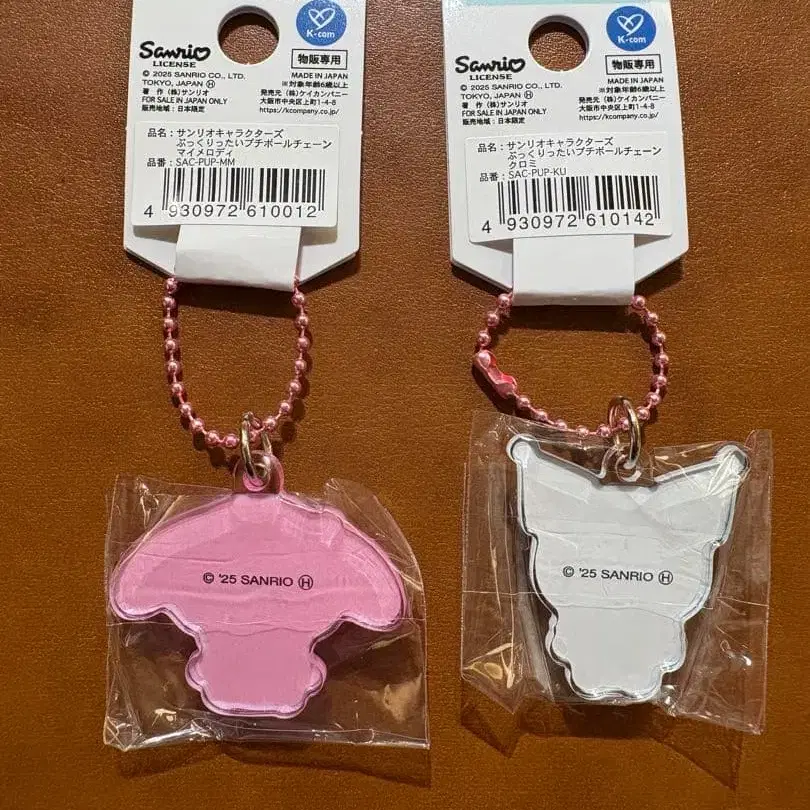 Sanrio
LICENSE
© 2025 SANRIO CO., LTD.
TOKYO, JAPAN Ⓗ
著 作 (株)サンリオ
FOR SALE IN JAPAN ONLY
販売地域:日本限定
K-com
物販専用
MADE IN JAPAN
※対象年齢6歳以上
発売元 (株)ケイカンパニー
大阪市中央区上町1-4-8
https://kcompany.co.jp/
品名:サンリオキャラクターズ
ぷっくりったいプチボールチェーン
マイメロディ
品番:SAC-PUP-MM
4 930972 610012
© '25 SANRIO Ⓗ
Sanrio
LICENSE
© 2025 SANRIO CO., LTD.
TOKYO, JAPAN Ⓗ
著 作 (株)サンリオ
FOR SALE IN JAPAN ONLY
販売地域:日本限定
K-com
物販専用
MADE IN JAPAN
※対象年齢6歳以上
発売元 (株)ケイカンパニー
大阪市中央区上町1-4-8
https://kcompany.co.jp/
品名:サンリオキャラクターズ
ぷっくりったいプチボールチェーン
クロミ
品番:SAC-PUP-KU
4 930972 610142
© '25 SANRIO Ⓗ